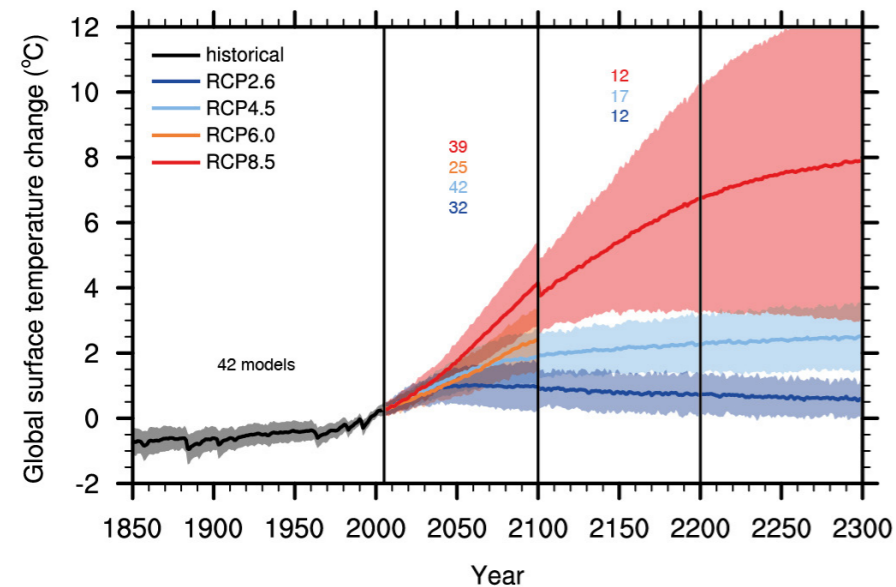 Global surface temperature change (°C)
12
10
8
6
4
2
0
-2
historical
RCP2.6
RCP4.5
RCP6.0
RCP8.5
42 models
39
25
42
32
12
17
12
1850 1900 1950 2000 2050 2100 2150 2200 2250 2300
Year